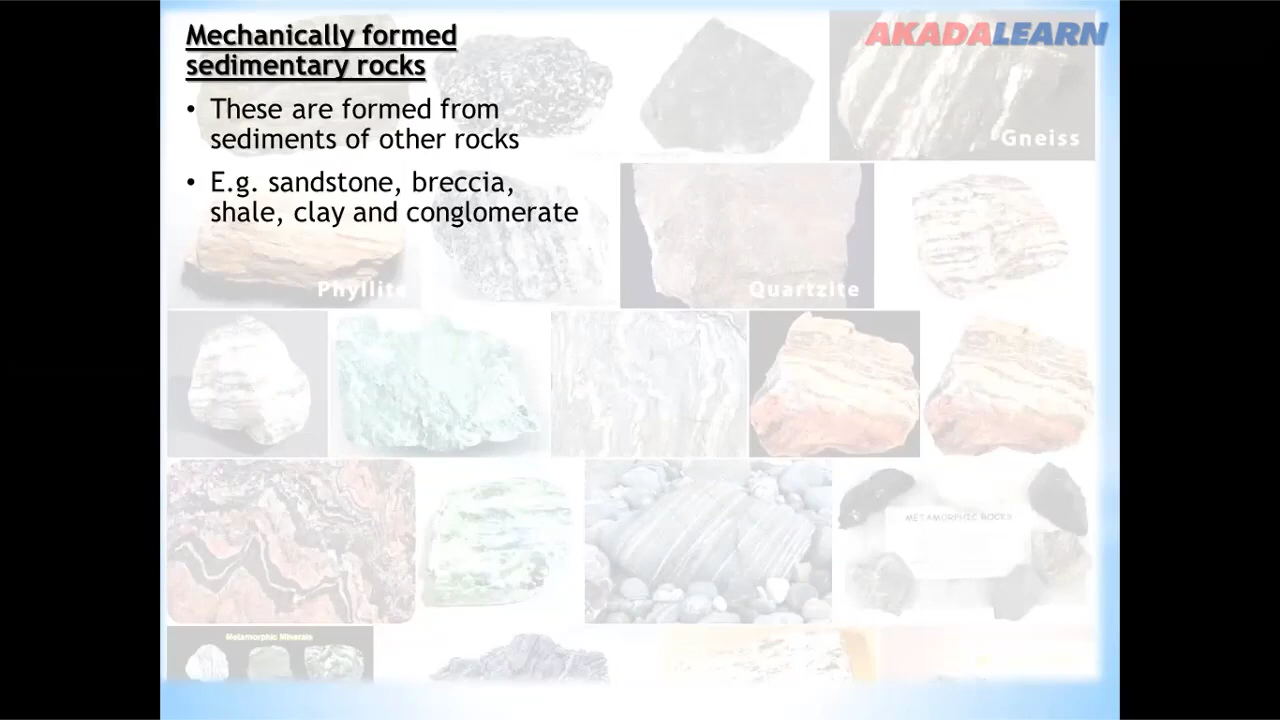 Mechanically formed
sedimentary rocks
AKADALEARN
• These are formed from
sediments of other rocks
• E.g. sandstone, breccia,
shale, clay and conglomerate
Gneiss
Phyllite
Quartzite
METAMORPHIC ROCKS
Metamorphic Minerals